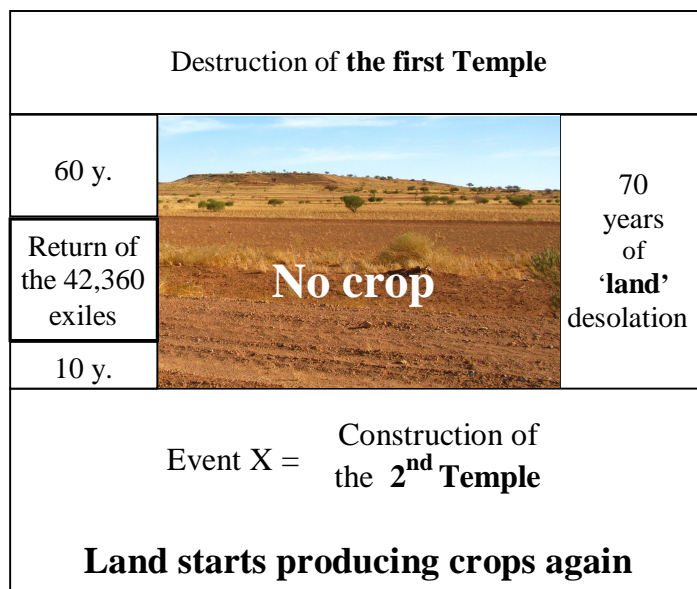 Destruction of the first Temple
60 y.
Return of
the 42,360
exiles
10 y.
No crop
70
years
of
‘land’
desolation
Event X =
Construction of
the 2nd Temple
Land starts producing crops again